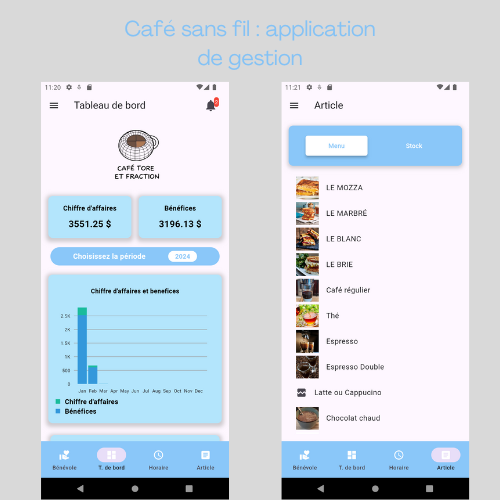 Café sans fil : application
de gestion
11:20
Tableau de bord
CAFÉ TORE
ET FRACTION
Chiffre d'affaires
3551.25 $
Bénéfices
3196.13 $
Choisissez la période
2024
Chiffre d'affaires et benefices
2.5K
2K
1.5K
1K
500
0
Jan Feb Mar Apr May Jun Jul Aug Sep Oct Nov Dec
Chiffre d'affaires
Bénéfices
Bénévole
T. de bord
Horaire
Article
11:21
Article
Menu
Stock
LE MOZZA
LE MARBRÉ
LE BLANC
LE BRIE
Café régulier
Thé
Espresso
Espresso Double
Latte ou Cappucino
Chocolat chaud
Bénévole
T. de bord
Horaire
Article